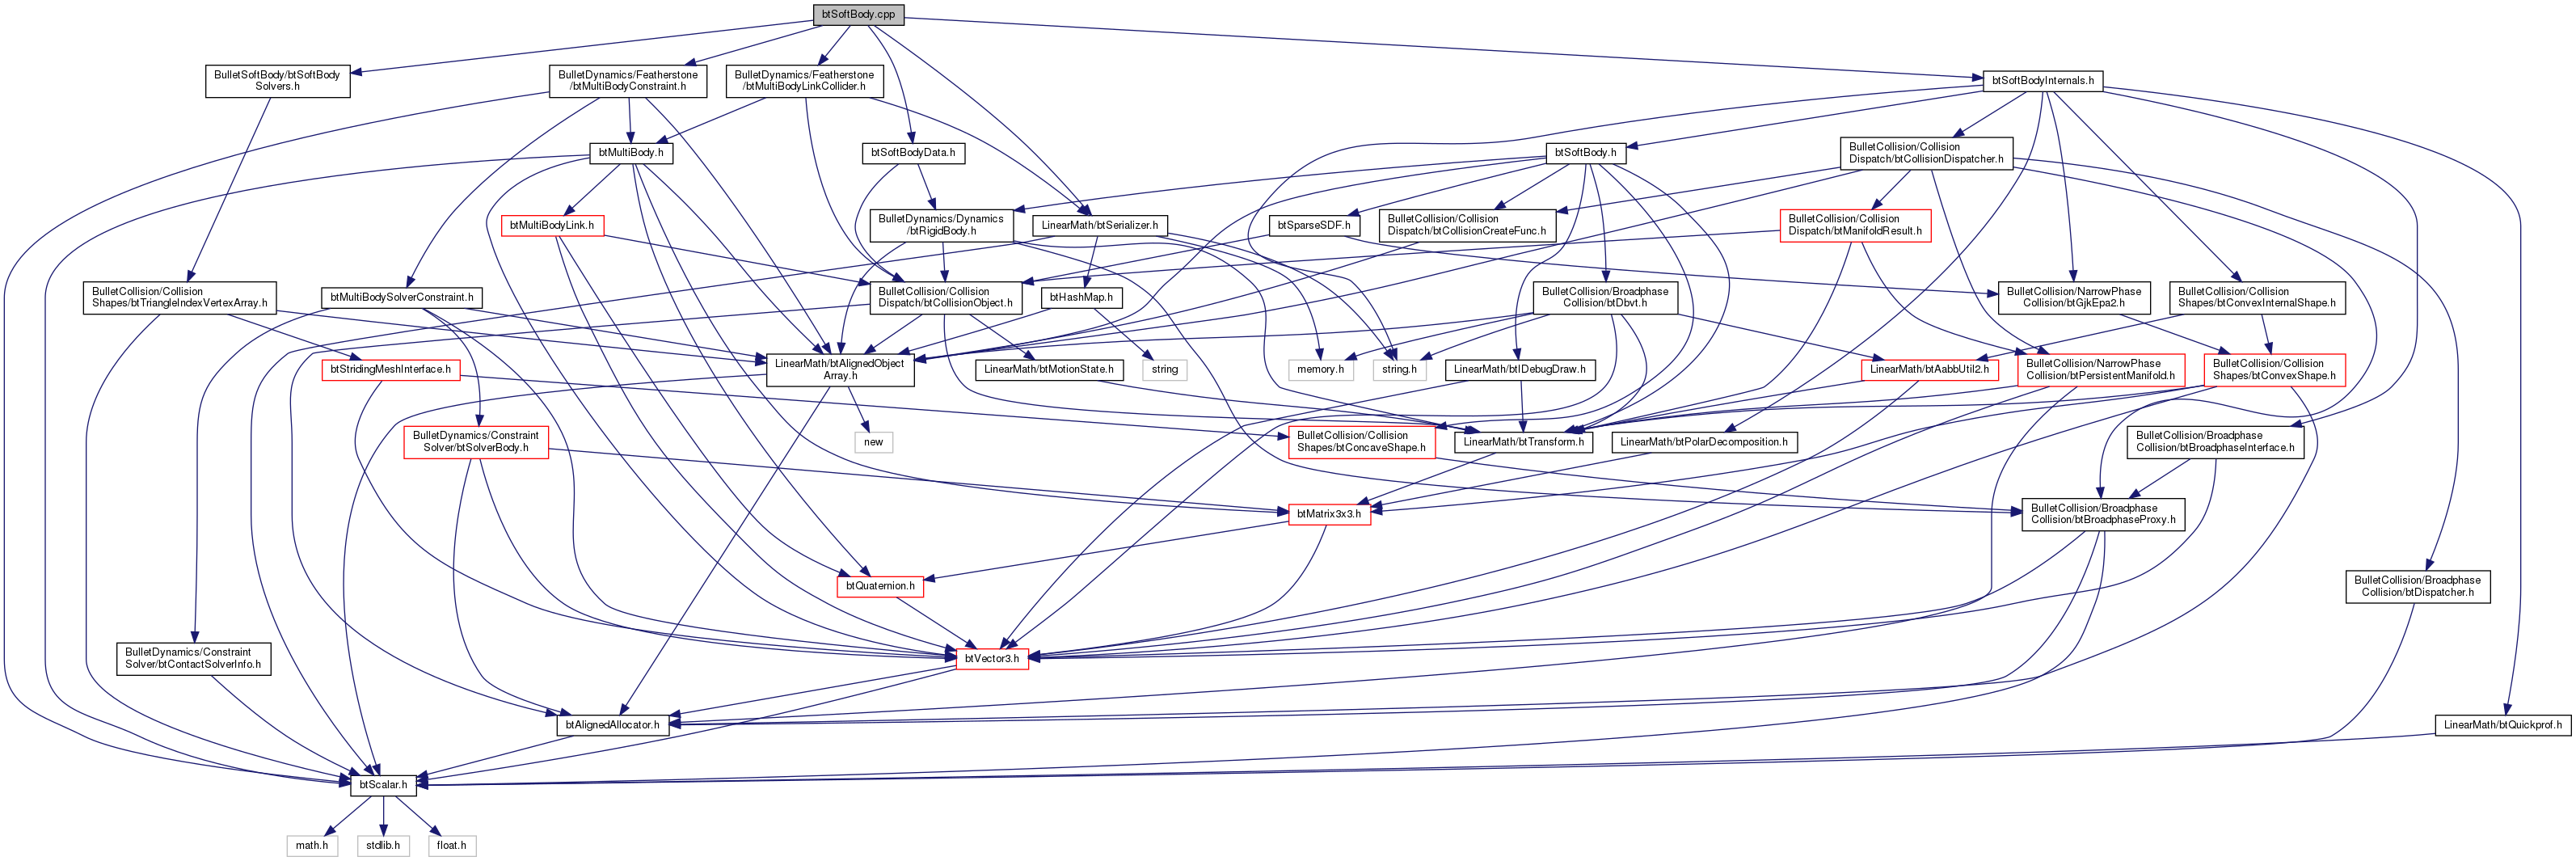 btSoftBody.cpp
BulletSoftBody/btSoftBody
Solvers.h
BulletDynamics/Featherstone
/btMultiBodyConstraint.h
BulletDynamics/Featherstone
/btMultiBodyLinkCollider.h
btSoftBodyInternals.h
btMultiBody.h
btSoftBodyData.h
btSoftBody.h
BulletCollision/Collision
Dispatch/btCollisionDispatcher.h
btMultiBodyLink.h
BulletDynamics/Dynamics
/btRigidBody.h
LinearMath/btSerializer.h
btSparseSDF.h
BulletCollision/Collision
Dispatch/btCollisionCreateFunc.h
BulletCollision/Collision
Dispatch/btManifoldResult.h
BulletCollision/Collision
Shapes/btTriangleIndexVertexArray.h
btMultiBodySolverConstraint.h
BulletCollision/Collision
Dispatch/btCollisionObject.h
btHashMap.h
BulletCollision/Broadphase
Collision/btDbvt.h
BulletCollision/NarrowPhase
Collision/btGjkEpa2.h
BulletCollision/Collision
Shapes/btConvexInternalShape.h
btStridingMeshInterface.h
LinearMath/btAlignedObject
Array.h
LinearMath/btMotionState.h
string
memory.h
string.h
LinearMath/btIDebugDraw.h
LinearMath/btAabbUtil2.h
BulletCollision/NarrowPhase
Collision/btPersistentManifold.h
BulletCollision/Collision
Shapes/btConvexShape.h
BulletDynamics/Constraint
Solver/btSolverBody.h
new
BulletCollision/Collision
Shapes/btConcaveShape.h
LinearMath/btTransform.h
LinearMath/btPolarDecomposition.h
BulletCollision/Broadphase
Collision/btBroadphaseInterface.h
btMatrix3x3.h
BulletCollision/Broadphase
Collision/btBroadphaseProxy.h
btQuaternion.h
BulletCollision/Broadphase
Collision/btDispatcher.h
BulletDynamics/Constraint
Solver/btContactSolverInfo.h
btVector3.h
btAlignedAllocator.h
LinearMath/btQuickprof.h
btScalar.h
math.h
stdlib.h
float.h